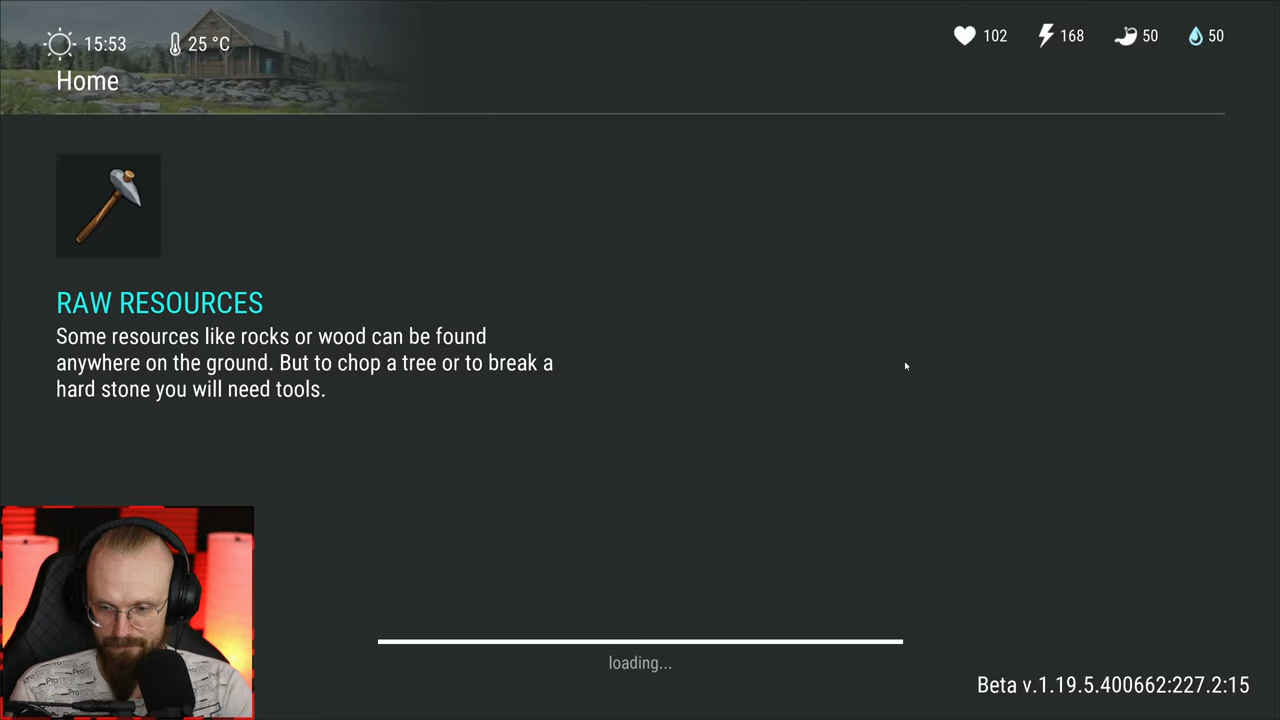 15:53 25 °C 102 168 50 50
Home
RAW RESOURCES
Some resources like rocks or wood can be found
anywhere on the ground. But to chop a tree or to break a
hard stone you will need tools.
loading...
Beta v.1.19.5.400662:227.2:15